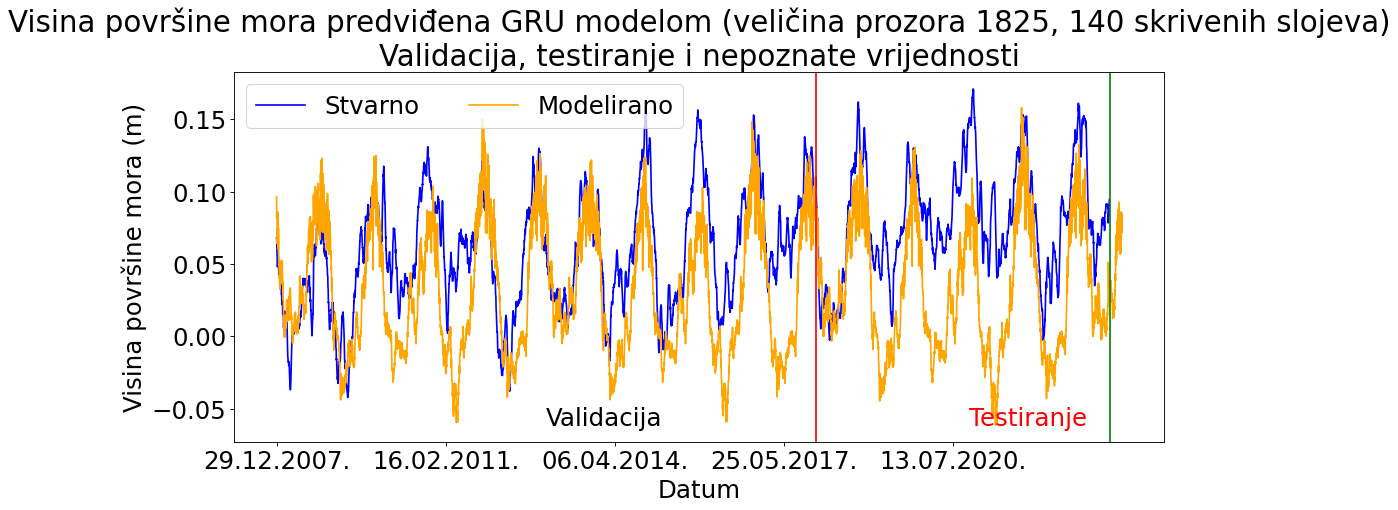 Visina površine mora predviđena GRU modelom (veličina prozora 1825, 140 skrivenih slojeva)
Validacija, testiranje i nepoznate vrijednosti
Stvarno
Modelirano
Visina površine mora (m)
0.15
0.10
0.05
0.00
−0.05
Validacija
Testiranje
29.12.2007.
16.02.2011.
06.04.2014.
25.05.2017.
13.07.2020.
Datum